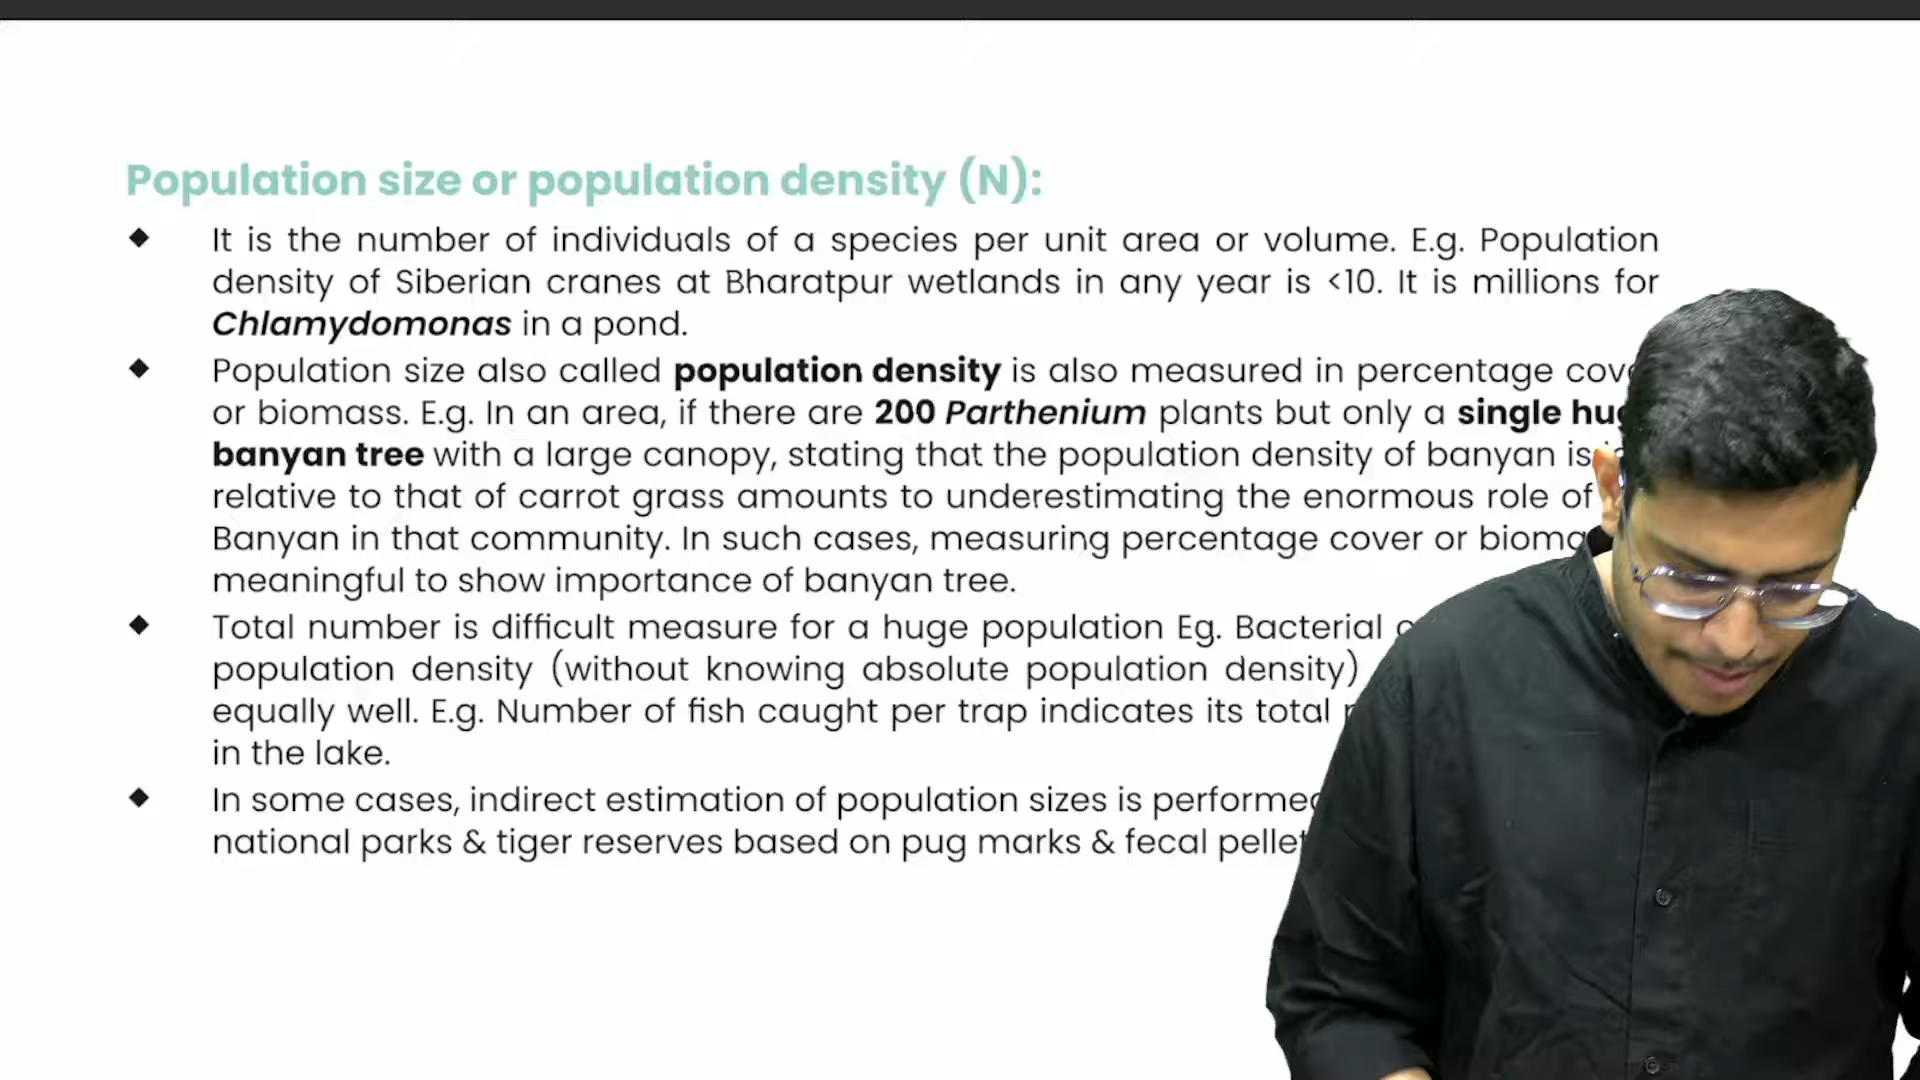 Population size or population density (N):
◆ It is the number of individuals of a species per unit area or volume. E.g. Population
density of Siberian cranes at Bharatpur wetlands in any year is <10. It is millions for
Chlamydomonas in a pond.
◆ Population size also called population density is also measured in percentage
or biomass. E.g. In an area, if there are 200 Parthenium plants but only a single
banyan tree with a large canopy, stating that the population density of banyan is
relative to that of carrot grass amounts to underestimating the enormous role of
Banyan in that community. In such cases, measuring percentage cover or
meaningful to show importance of banyan tree.
◆ Total number is difficult measure for a huge population Eg. Bacterial
population density (without knowing absolute population density)
equally well. E.g. Number of fish caught per trap indicates its total
in the lake.
◆ In some cases, indirect estimation of population sizes is
national parks & tiger reserves based on pug marks & fecal